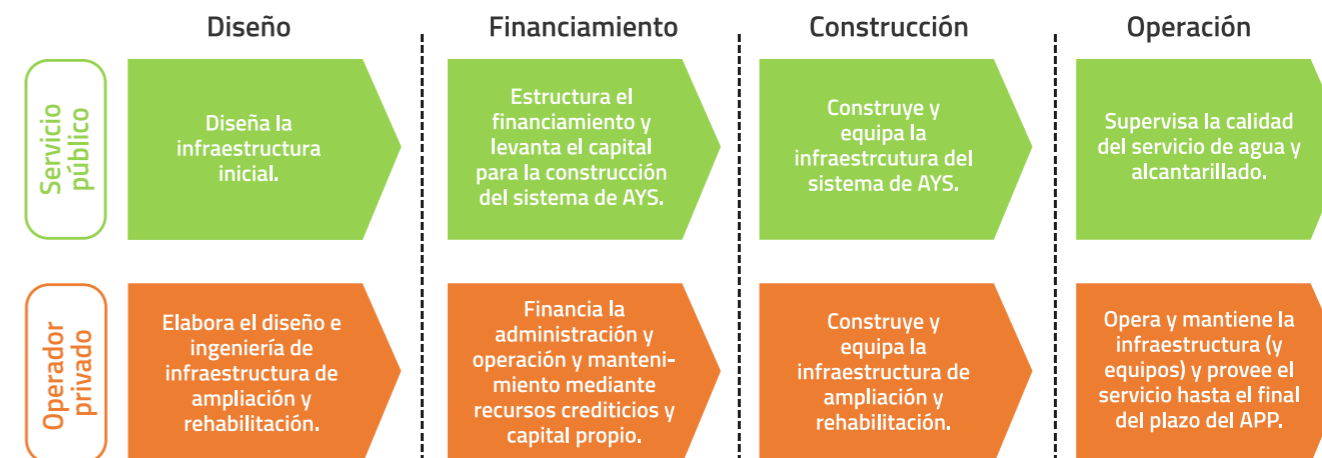 Diseño
Financiamiento
Construcción
Operación
Servicio
público
Diseña la
infraestructura
inicial.
Estructura el
financiamiento y
levanta el capital
para la construcción
del sistema de AYS.
Construye y
equipa la
infraestrcutura del
sistema de AYS.
Supervisa la calidad
del servicio de agua y
alcantarillado.
Operador
privado
Elabora el diseño e
ingeniería de
infraestructura de
ampliación y
rehabilitación.
Financia la
administración y
operación y manteni-
miento mediante
recursos crediticios y
capital propio.
Construye y
equipa la
infraestructura de
ampliación y
rehabilitación.
Opera y mantiene la
infraestructura (y
equipos) y provee el
servicio hasta el final
del plazo del APP.